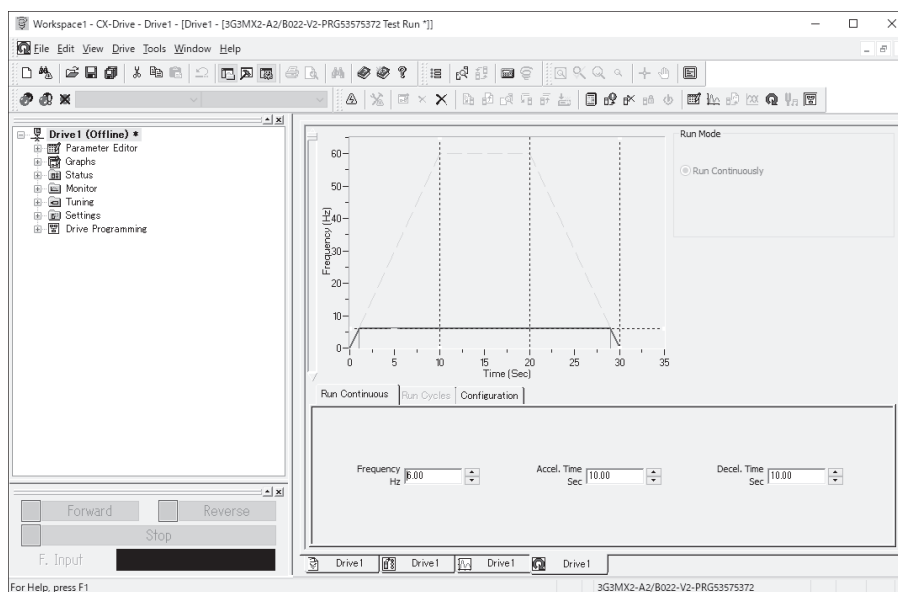 Workspace1 - CX-Drive - Drive1 - [Drive1 - [3G3MX2-A2/B022-V2-PRG53575372 Test Run *]]
File Edit View Drive Tools Window Help
Drive1 (Offline) *
Parameter Editor
Graphs
Status
Monitor
Tuning
Settings
Drive Programming
Forward
Reverse
Stop
F. Input
Frequency (Hz)
60
50
40
30
20
10
0
0 5 10 15 20 25 30 35
Time (Sec)
Run Mode
Run Continuously
Run Continuous Run Cycles Configuration
Frequency Hz 6.00
Accel. Time Sec 10.00
Decel. Time Sec 10.00
Drive1 Drive1 Drive1 Drive1
For Help, press F1
3G3MX2-A2/B022-V2-PRG53575372